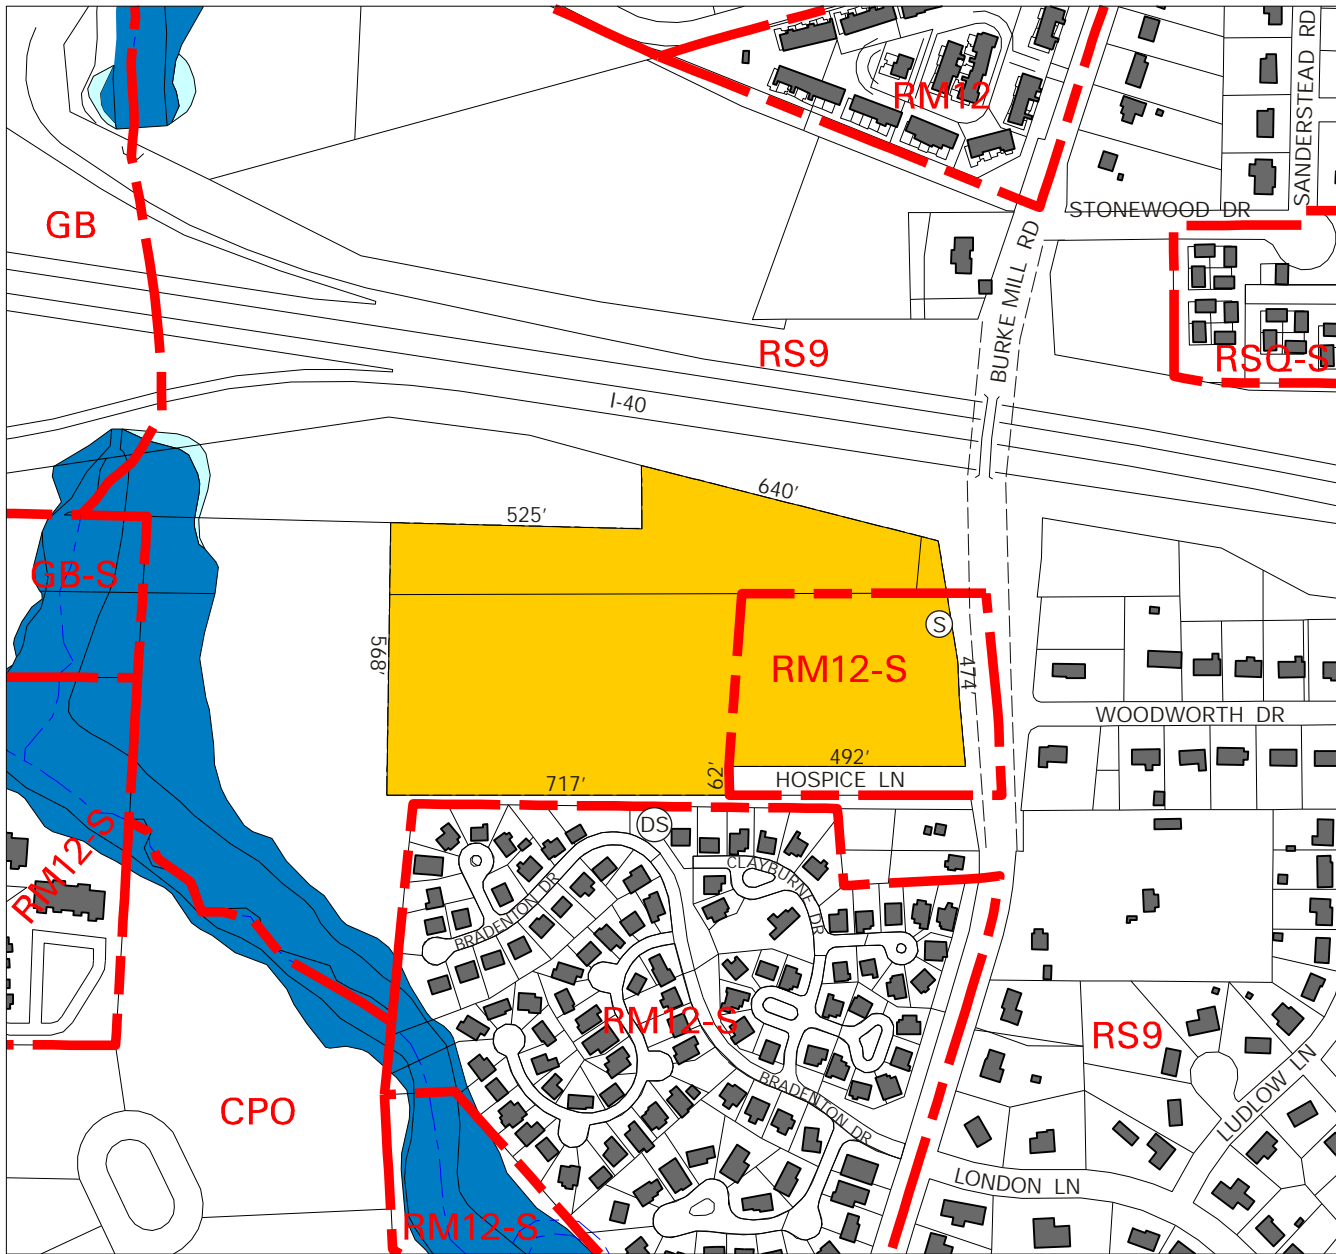 SANDERSTEAD RD
RM12
STONEWOOD DR
GB
BURKE MILL RD
RS9
RSQ-S
I-40
640'
525'
GB-S
S
568'
RM12-S
474'
WOODWORTH DR
492'
HOSPICE LN
62'
717'
DS
RM12-S
CLAYBURNE DR
BRADENTON DR
RM12-S
RS9
LUDLOW LN
CPO
BRADENTON DR
LONDON LN
RM12-S